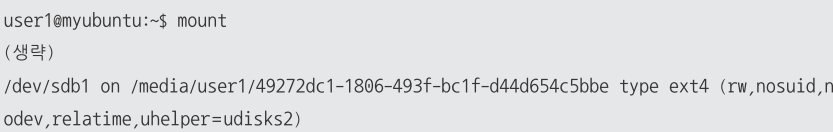 user1@myubuntu:~$ mount
(생략)
/dev/sdb1 on /media/user1/49272dc1-1806-493f-bc1f-d44d654c5bbe type ext4 (rw,nosuid,n
odev,relatime,uhelper=udisks2)